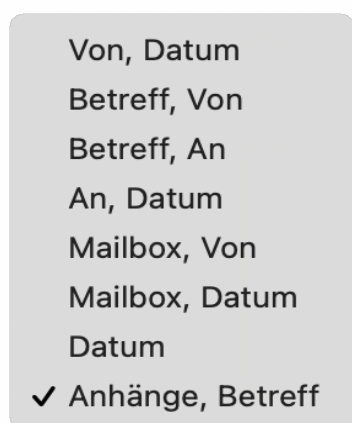 Von, Datum
Betreff, Von
Betreff, An
An, Datum
Mailbox, Von
Mailbox, Datum
Datum
✓ Anhänge, Betreff